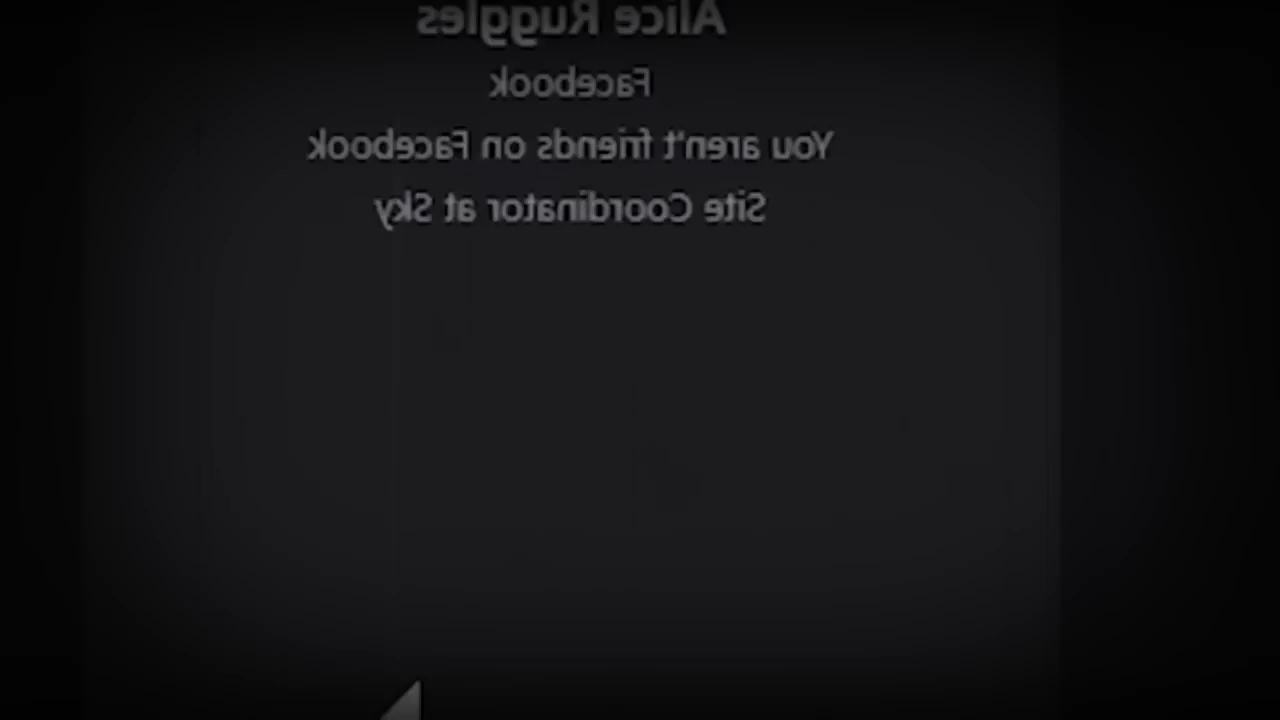 Alice Ruggles
Facebook
You aren't friends on Facebook
Site Coordinator at Sky